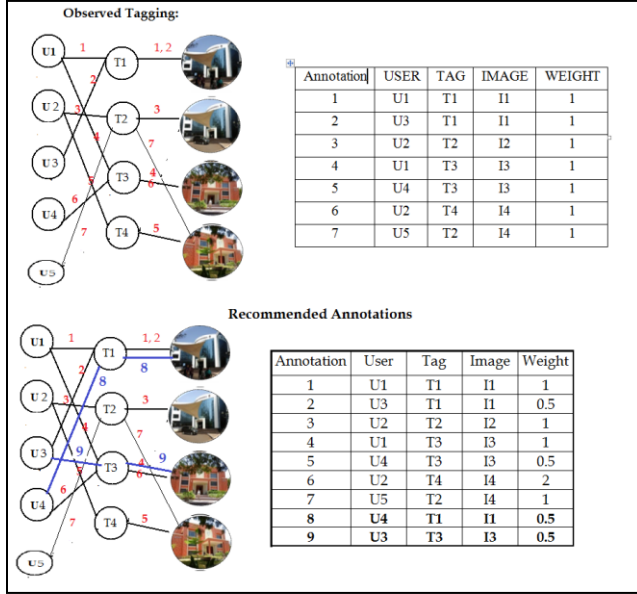 Observed Tagging:
U1 1 T1 1, 2
2
U 2 3 T2 3
4 7
U 3 5 T3 4
6
U4 6
7 T4 5
U5
Annotation USER TAG IMAGE WEIGHT
1 U1 T1 I1 1
2 U3 T1 I1 1
3 U2 T2 I2 1
4 U1 T3 I3 1
5 U4 T3 I3 1
6 U2 T4 I4 1
7 U5 T2 I4 1
Recommended Annotations
U1 1 T1 1, 2
2 8 8
U 2 3 T2 3
4 7
U 3 9 T3 4 9
5 6
U4 6
7 T4 5
U5
Annotation User Tag Image Weight
1 U1 T1 I1 1
2 U3 T1 I1 0.5
3 U2 T2 I2 1
4 U1 T3 I3 1
5 U4 T3 I3 0.5
6 U2 T4 I4 2
7 U5 T2 I4 1
8 U4 T1 I1 0.5
9 U3 T3 I3 0.5